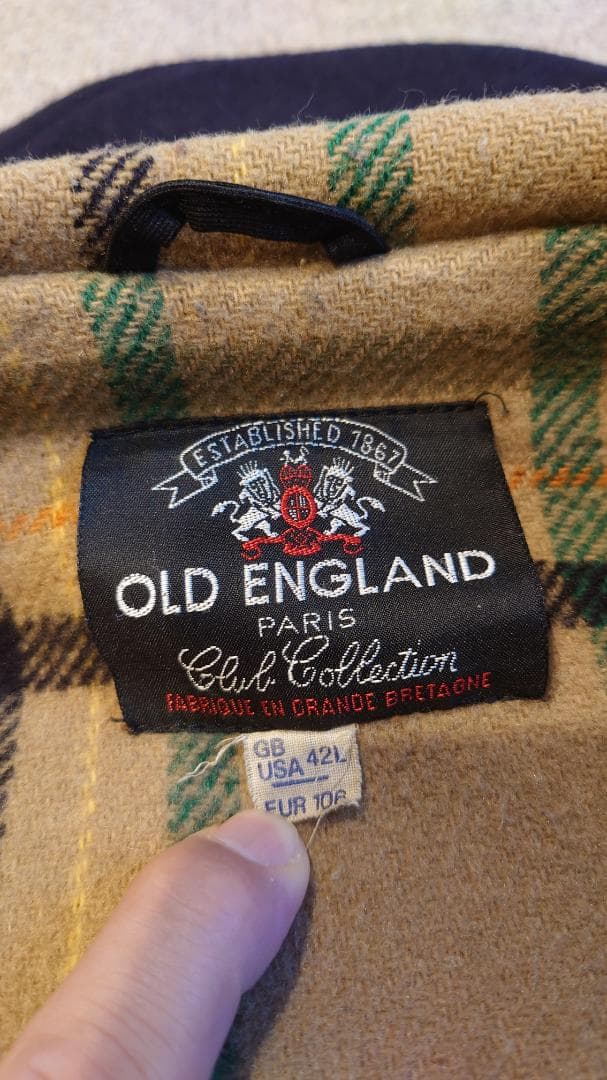 ESTABLISHED 1867
OLD ENGLAND
PARIS
Club Collection
FABRIQUE EN GRANDE BRETAGNE
GB
USA 42L
EUR 106